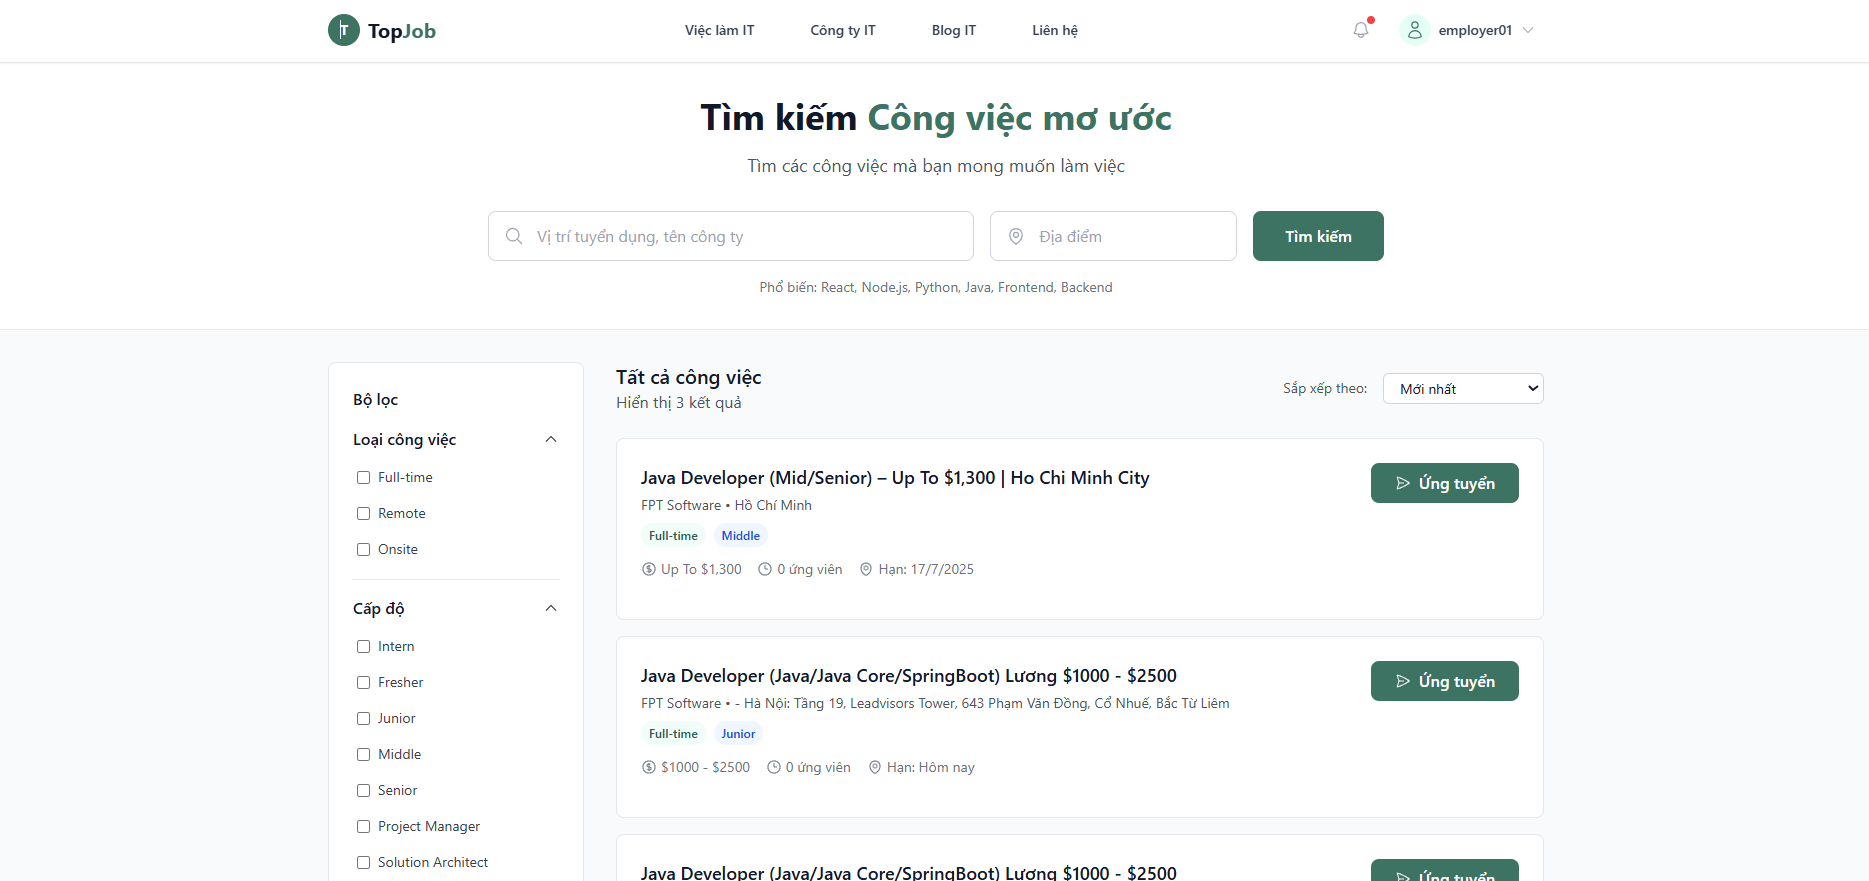 T TopJob Việc làm IT Công ty IT Blog IT Liên hệ employer01
Tìm kiếm Công việc mơ ước
Tìm các công việc mà bạn mong muốn làm việc
Vị trí tuyển dụng, tên công ty Địa điểm Tìm kiếm
Phổ biến: React, Node.js, Python, Java, Frontend, Backend
Bộ lọc
Loại công việc
Full-time
Remote
Onsite
Cấp độ
Intern
Fresher
Junior
Middle
Senior
Project Manager
Solution Architect
Tất cả công việc
Hiển thị 3 kết quả
Sắp xếp theo: Mới nhất
Java Developer (Mid/Senior) – Up To $1,300 | Ho Chi Minh City
Ứng tuyển
FPT Software • Hồ Chí Minh
Full-time Middle
Up To $1,300 0 ứng viên Hạn: 17/7/2025
Java Developer (Java/Java Core/SpringBoot) Lương $1000 - $2500
Ứng tuyển
FPT Software • - Hà Nội: Tầng 19, Leadvisors Tower, 643 Phạm Văn Đồng, Cổ Nhuế, Bắc Từ Liêm
Full-time Junior
$1000 - $2500 0 ứng viên Hạn: Hôm nay
Java Developer (Java/Java Core/SpringBoot) Lương $1000 - $2500
Ứng tuyển